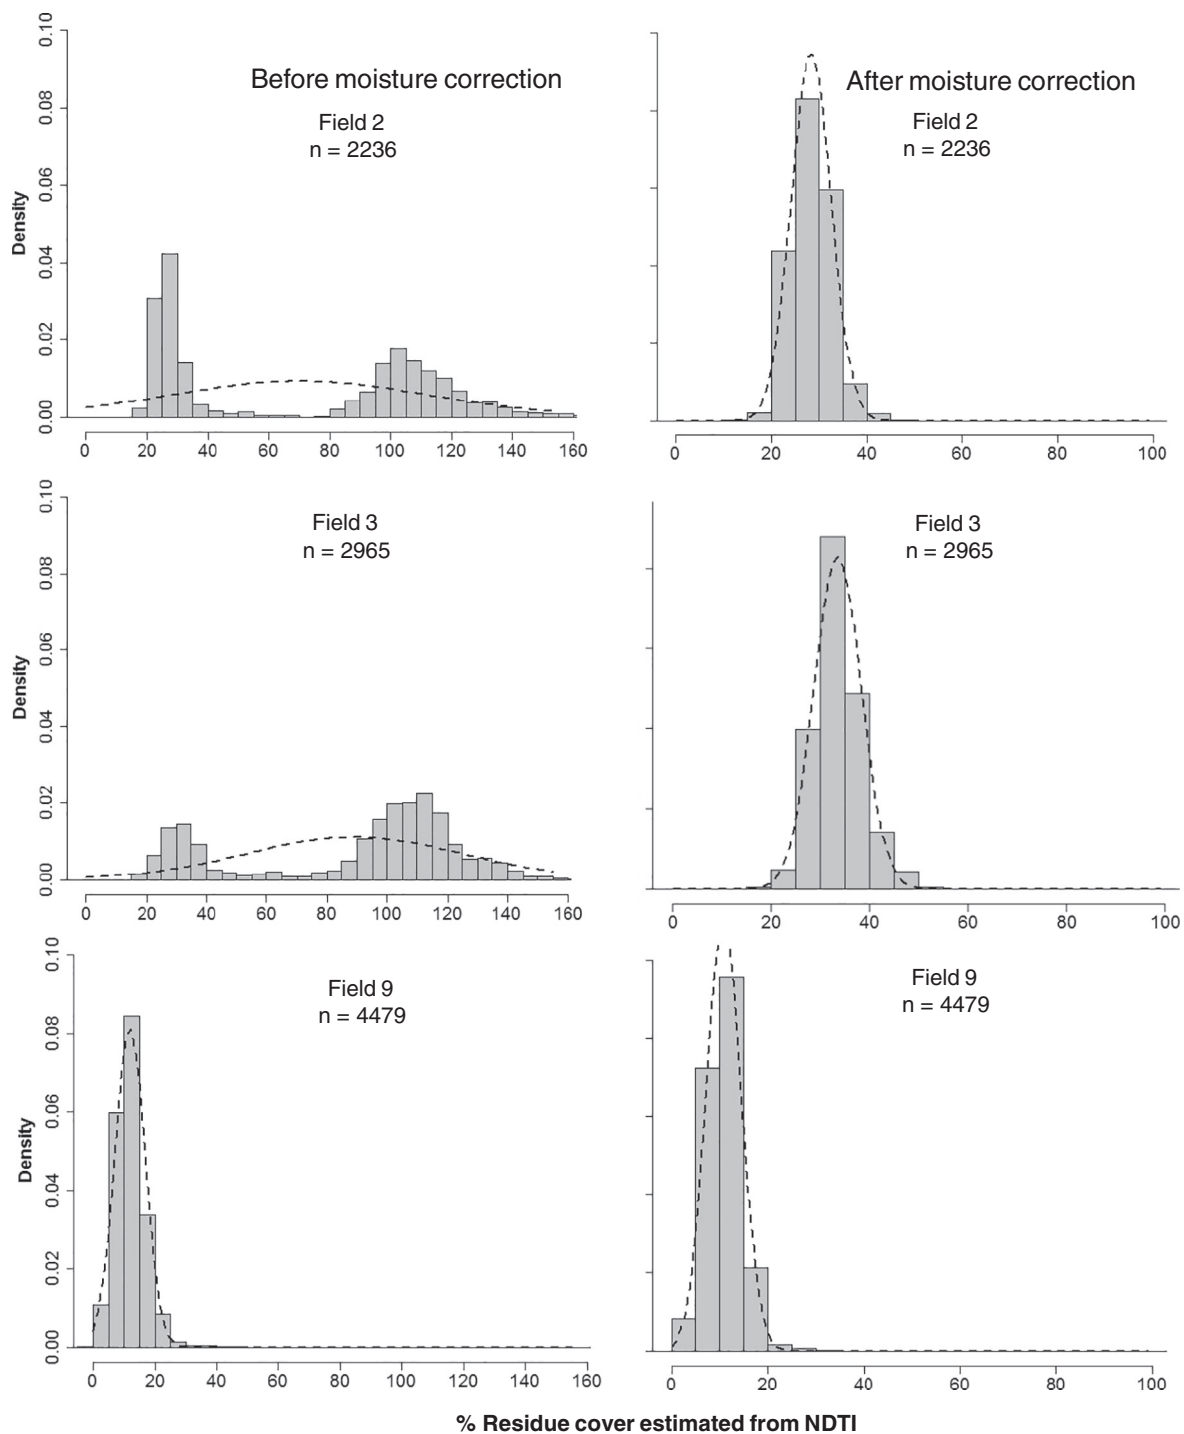 Before moisture correction
Field 2
n = 2236
Density
0.00 0.02 0.04 0.06 0.08 0.10
0 20 40 60 80 100 120 140 160
After moisture correction
Field 2
n = 2236
0 20 40 60 80 100
Field 3
n = 2965
Density
0.00 0.02 0.04 0.06 0.08 0.10
0 20 40 60 80 100 120 140 160
Field 3
n = 2965
0 20 40 60 80 100
Field 9
n = 4479
Density
0.00 0.02 0.04 0.06 0.08 0.10
0 20 40 60 80 100 120 140 160
Field 9
n = 4479
0 20 40 60 80 100
% Residue cover estimated from NDTI